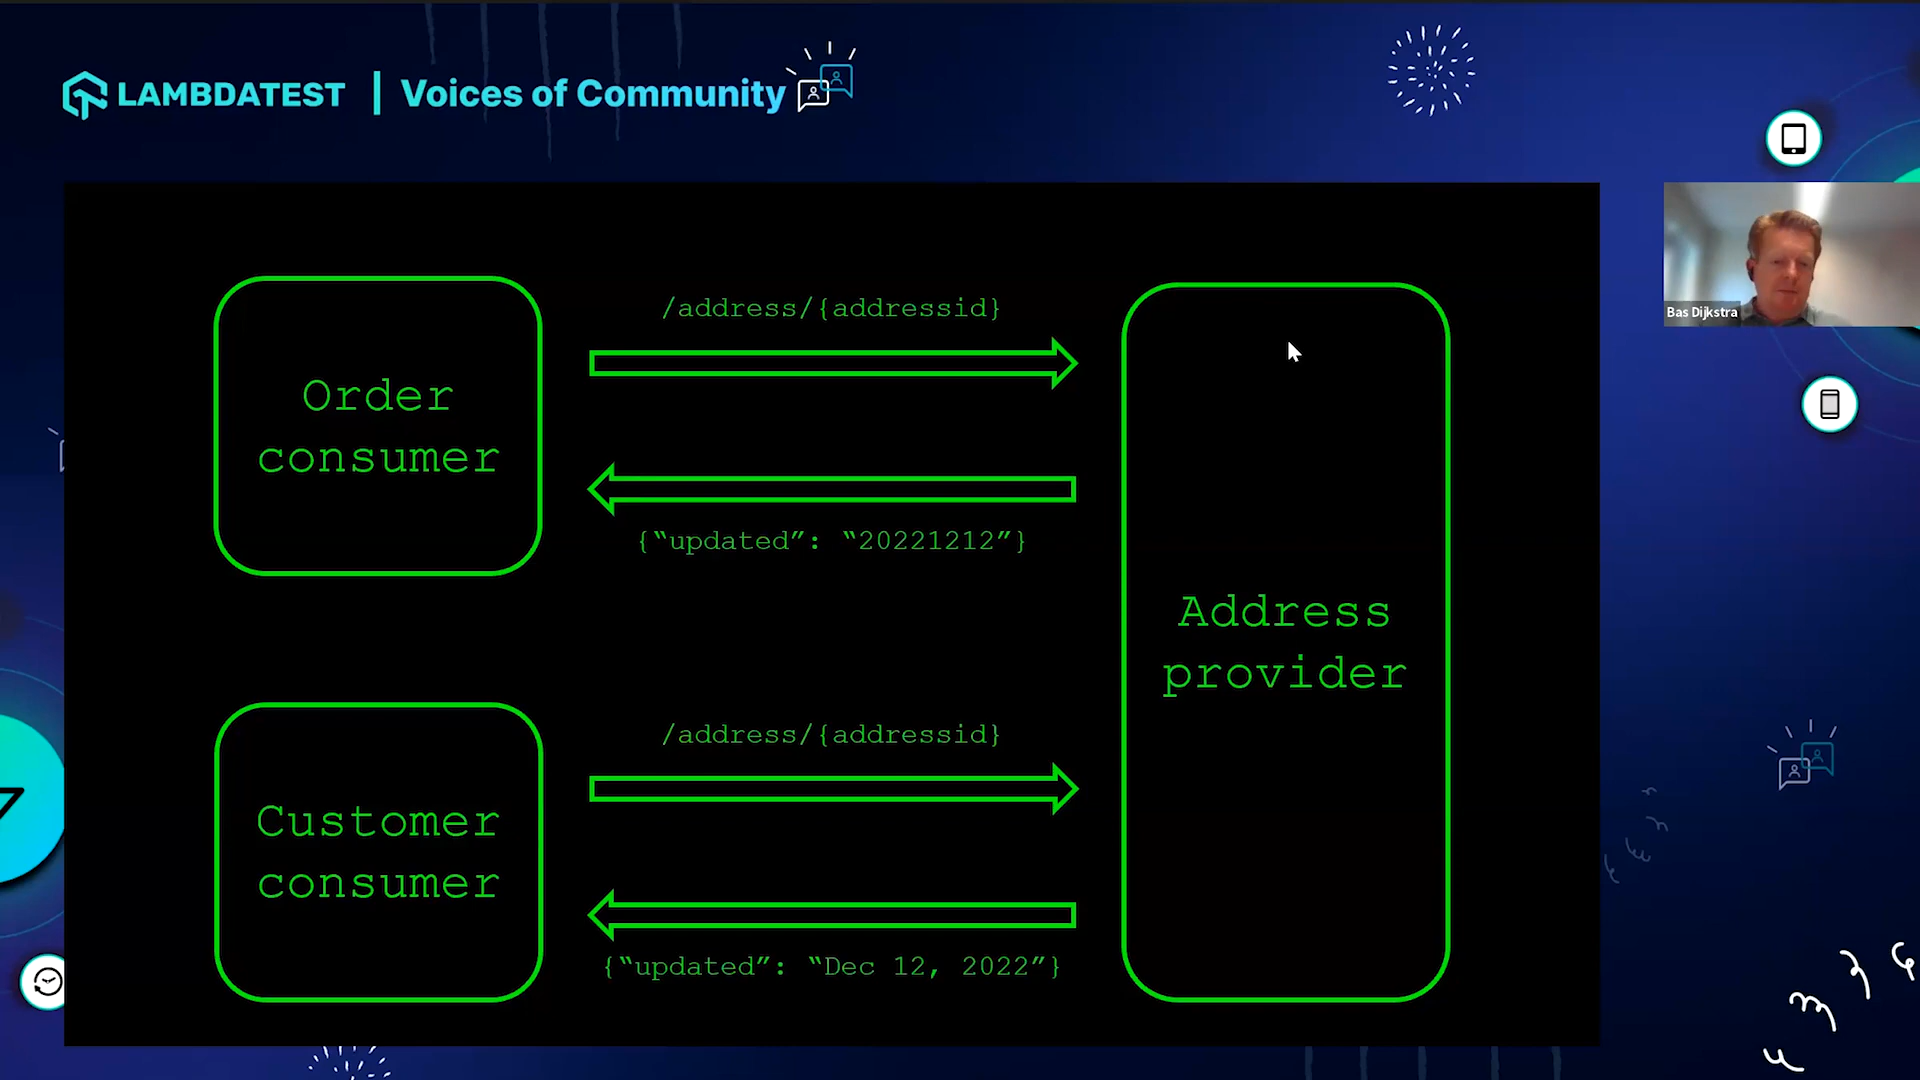 LAMBDATEST | Voices of Community
Bas Dijkstra
/address/{addressid}
Order
consumer
{“updated”: “20221212”}
Address
provider
/address/{addressid}
Customer
consumer
{“updated”: “Dec 12, 2022”}